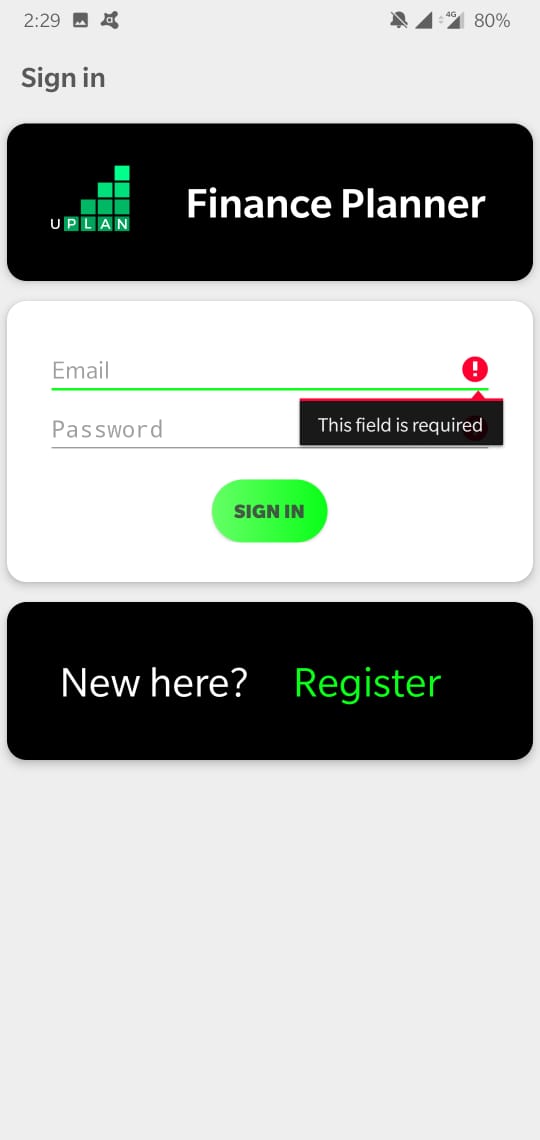 2:29 4G 80%
Sign in
UPLAN Finance Planner
Email
This field is required
Password
SIGN IN
New here? Register